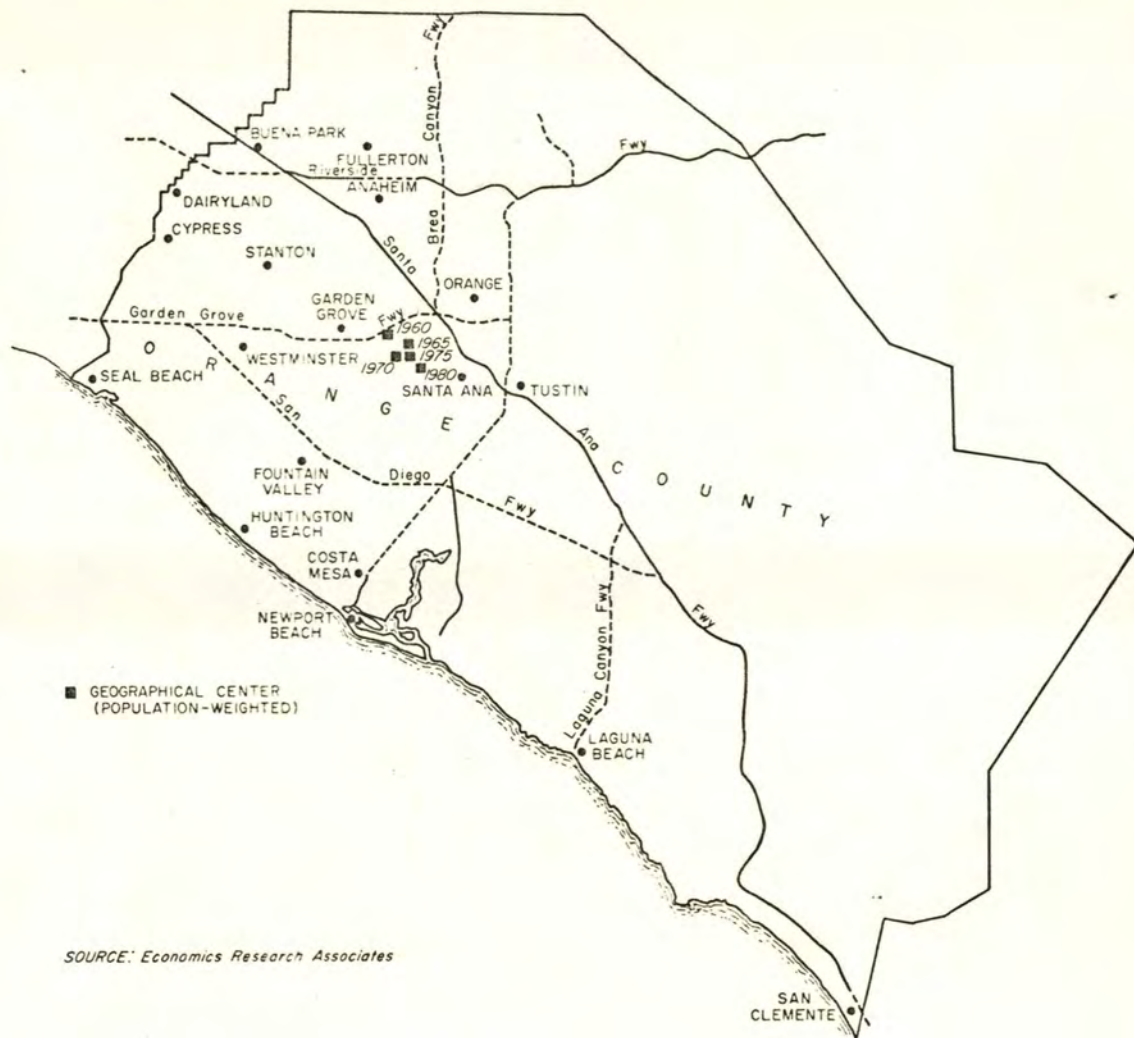 Fwy
Canyon
Brea
BUENA PARK
FULLERTON
Riverside
Fwy
ANAHEIM
DAIRYLAND
CYPRESS
STANTON
Santa
ORANGE
GARDEN
GROVE
Garden Grove
Fwy
1960
1965
1970
1975
1980
WESTMINSTER
SEAL BEACH
SANTA ANA
TUSTIN
ORANGE
COUNTY
San
Diego
Fwy
Ana
Fwy
FOUNTAIN
VALLEY
HUNTINGTON
BEACH
COSTA
MESA
NEWPORT
BEACH
Laguna Canyon Fwy
GEOGRAPHICAL CENTER
(POPULATION-WEIGHTED)
LAGUNA
BEACH
SOURCE: Economics Research Associates
SAN
CLEMENTE